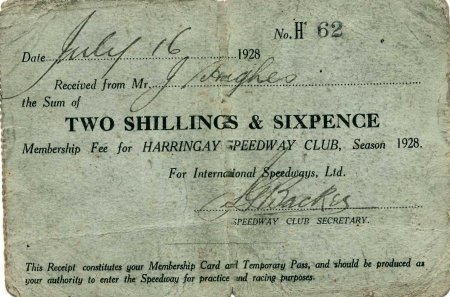 No. H 62
Date July 16 1928
Received from Mr. J Hughes
the Sum of
TWO SHILLINGS & SIXPENCE
Membership Fee for HARRINGAY SPEEDWAY CLUB, Season 1928.
For International Speedways, Ltd.
SPEEDWAY CLUB SECRETARY.
This Receipt constitutes your Membership Card and Temporary Pass, and should be produced as
your authority to enter the Speedway for practice and racing purposes.